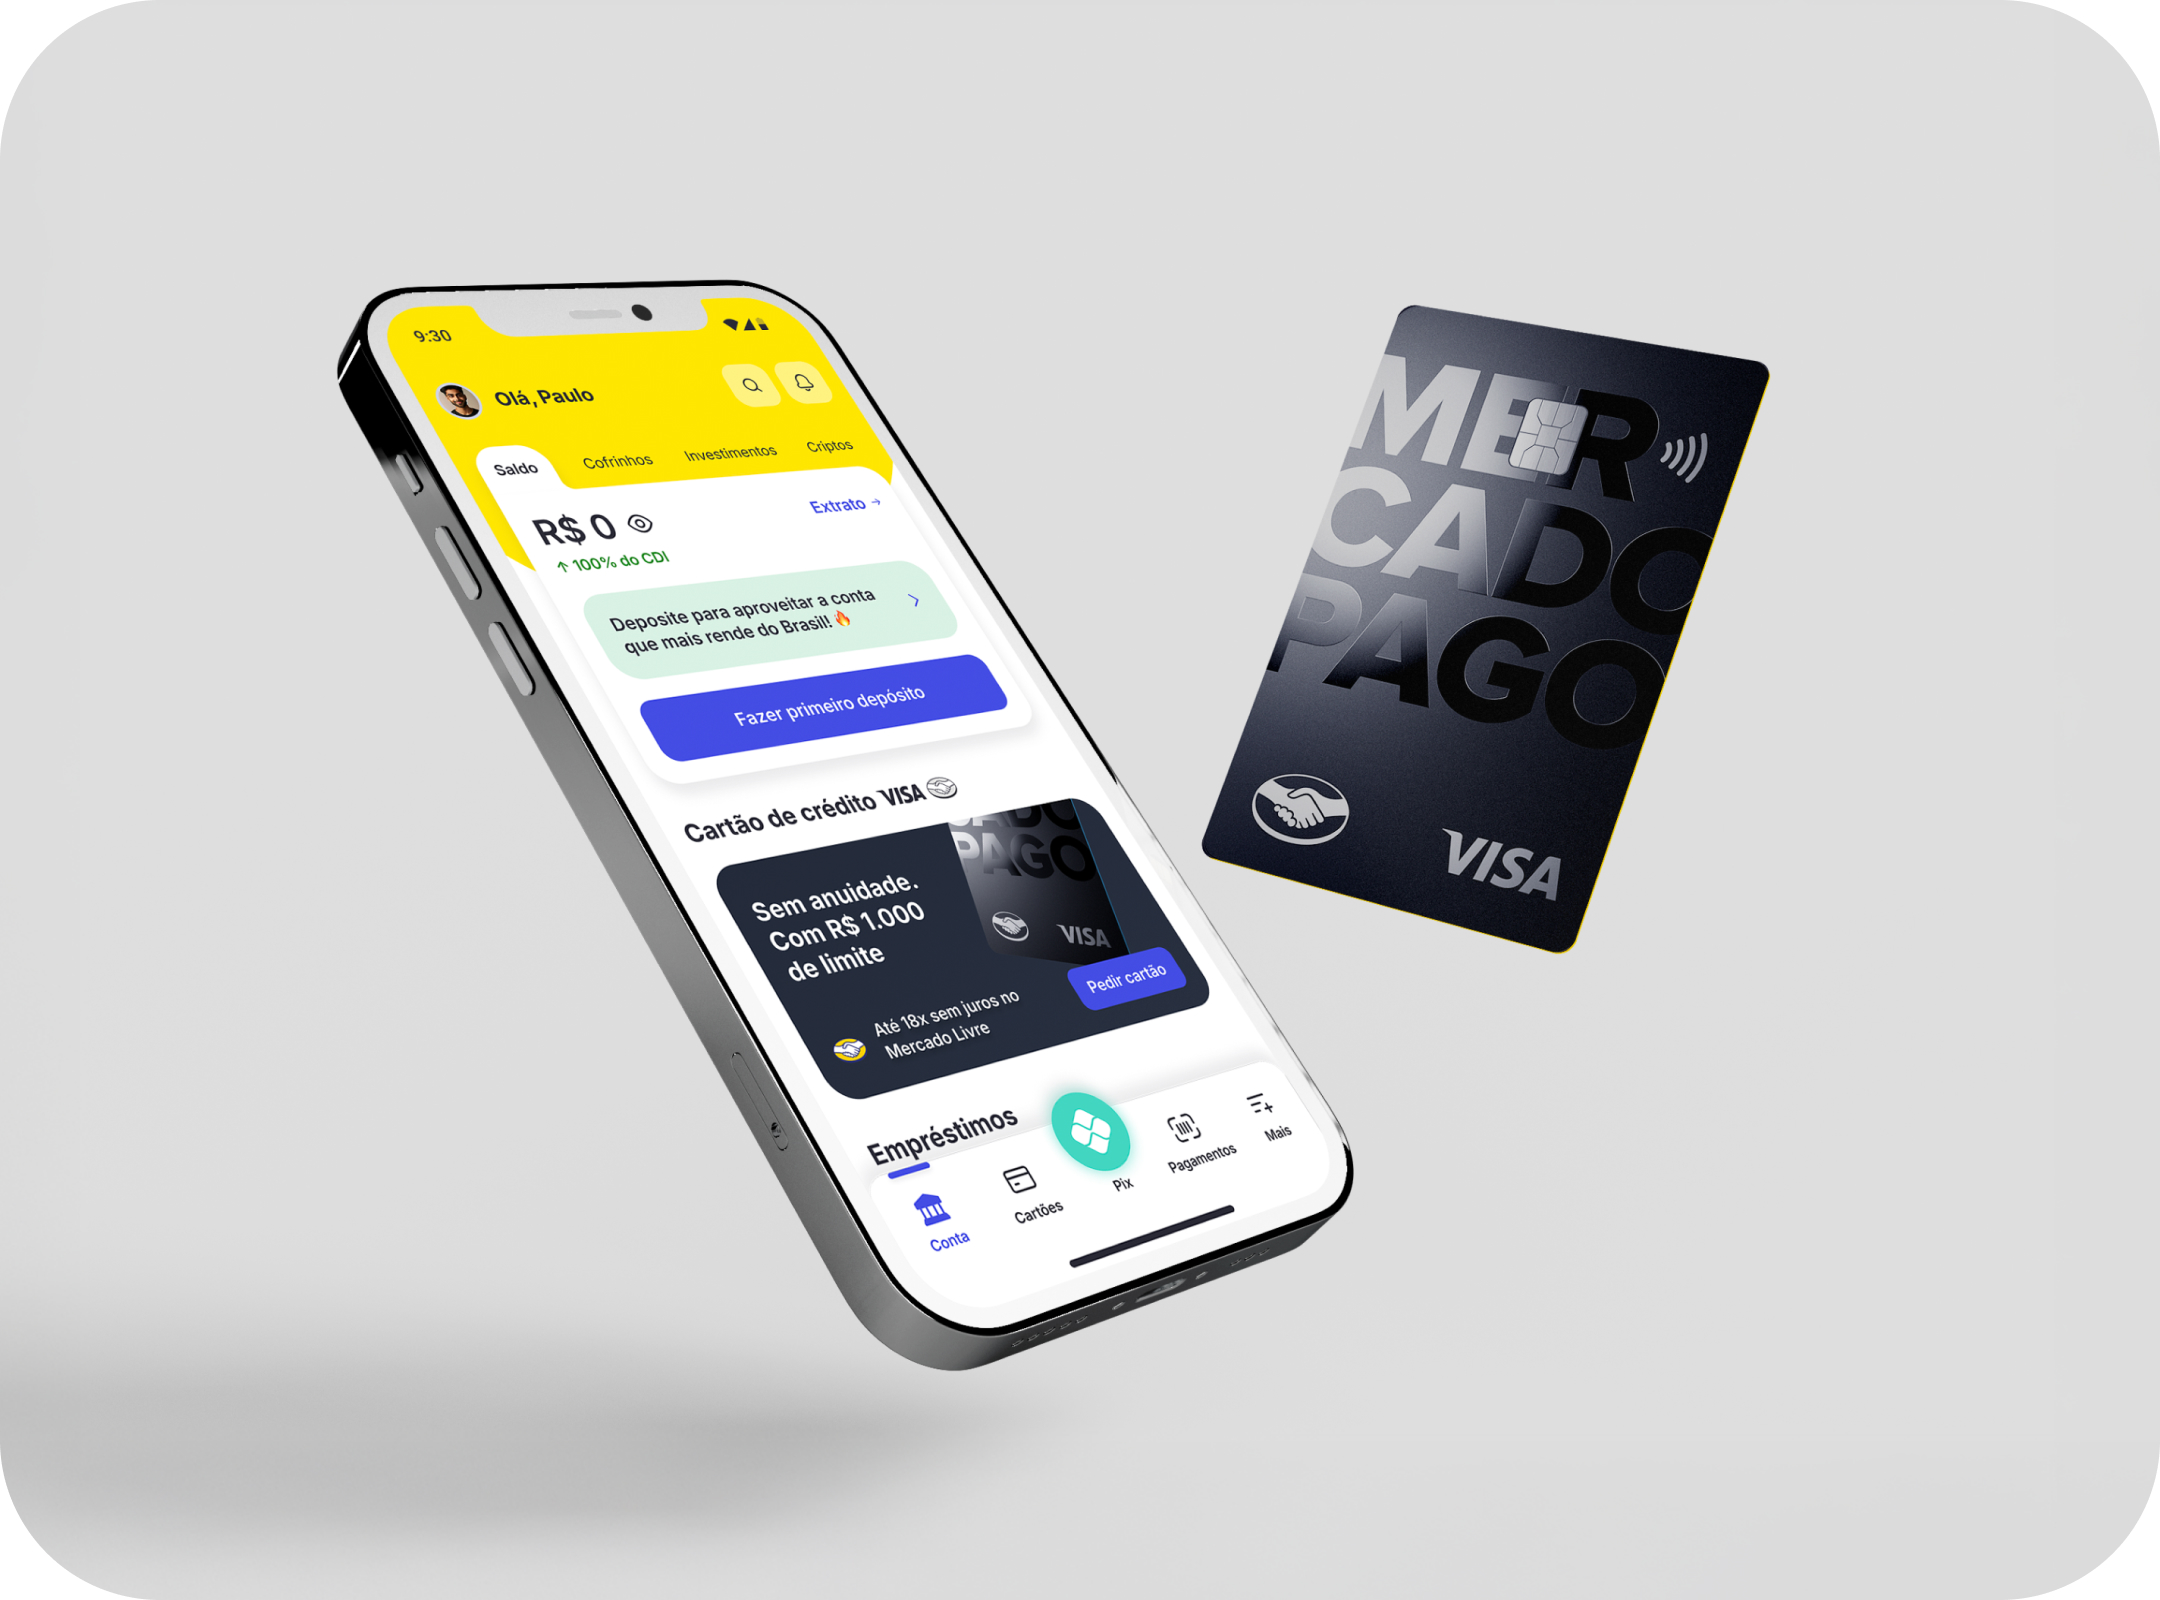 9:30
Olá, Paulo
Saldo
Cofrinhos
Investimentos
Criptos
R$ 0
Extrato →
↑ 100% do CDI
Deposite para aproveitar a conta
que mais rende do Brasil! 🔥
Fazer primeiro depósito
Cartão de crédito VISA
CADO
PAGO
Sem anuidade.
Com R$ 1.000
de limite
VISA
Pedir cartão
Até 18x sem juros no
Mercado Livre
Empréstimos
Conta
Cartões
Pix
Pagamentos
Mais
MER
CADO
PAGO
VISA